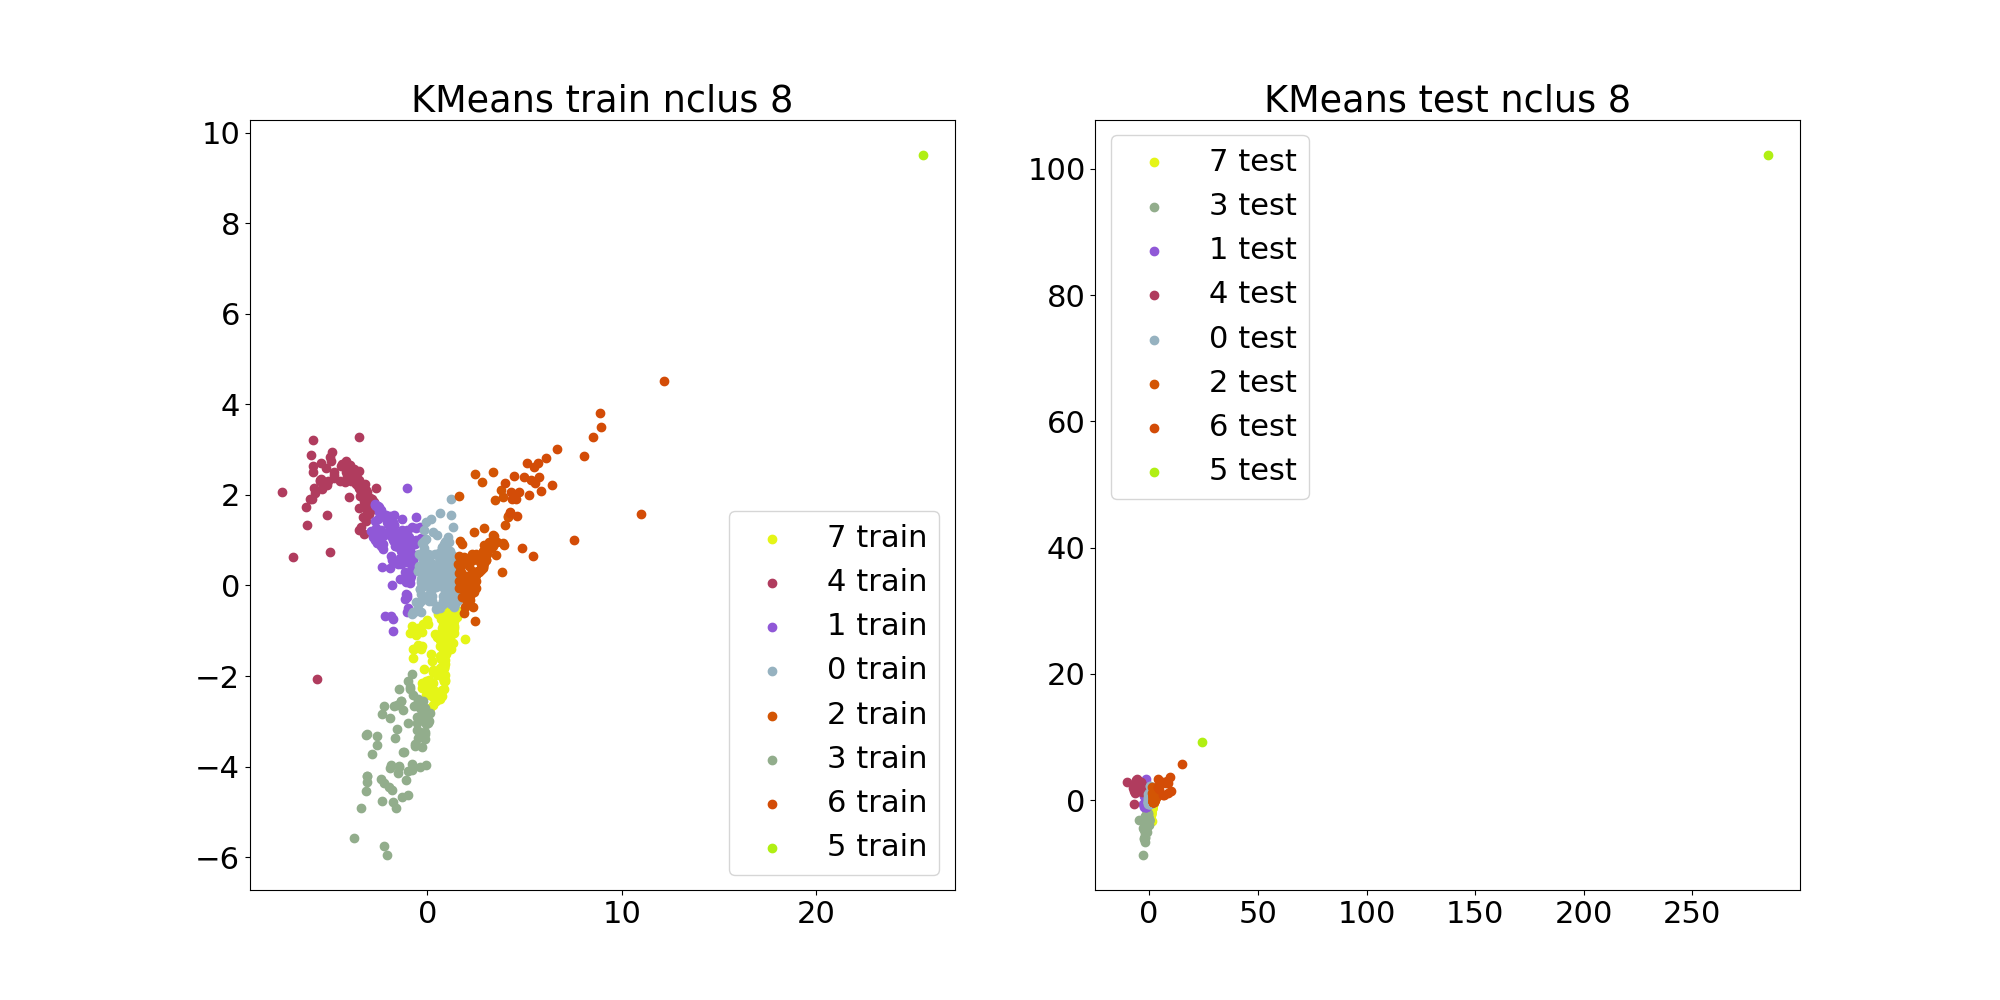 KMeans train nclus 8
10
8
6
4
2
0
−2
−4
−6
0
10
20
7 train
4 train
1 train
0 train
2 train
3 train
6 train
5 train
KMeans test nclus 8
100
80
60
40
20
0
0
50
100
150
200
250
7 test
3 test
1 test
4 test
0 test
2 test
6 test
5 test